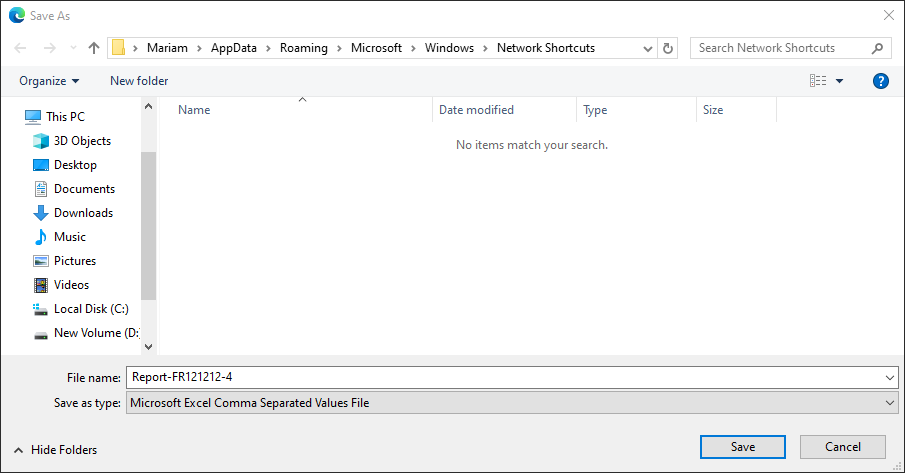 Save As
Mariam > AppData > Roaming > Microsoft > Windows > Network Shortcuts
Search Network Shortcuts
Organize
New folder
?
Name
Date modified
Type
Size
This PC
3D Objects
Desktop
Documents
Downloads
Music
Pictures
Videos
Local Disk (C:)
New Volume (D:
No items match your search.
File name: Report-FR121212-4
Save as type: Microsoft Excel Comma Separated Values File
Hide Folders
Save
Cancel